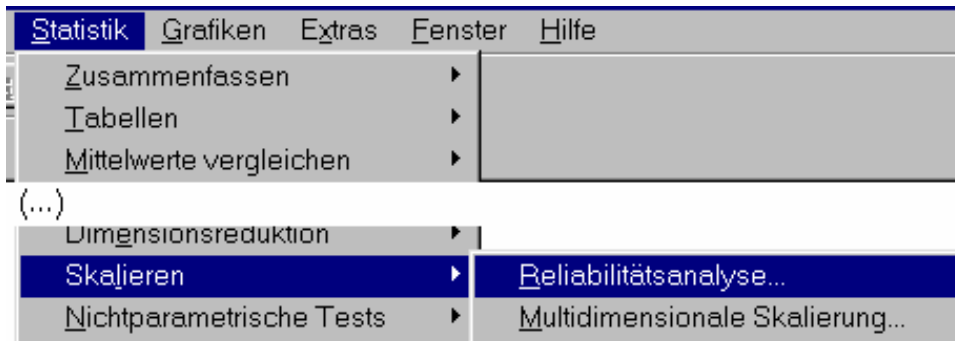 Statistik Grafiken Extras Fenster Hilfe
Zusammenfassen
Tabellen
Mittelwerte vergleichen
(...)
Dimensionsreduktion
Skalieren Reliabilitätsanalyse...
Nichtparametrische Tests Multidimensionale Skalierung...